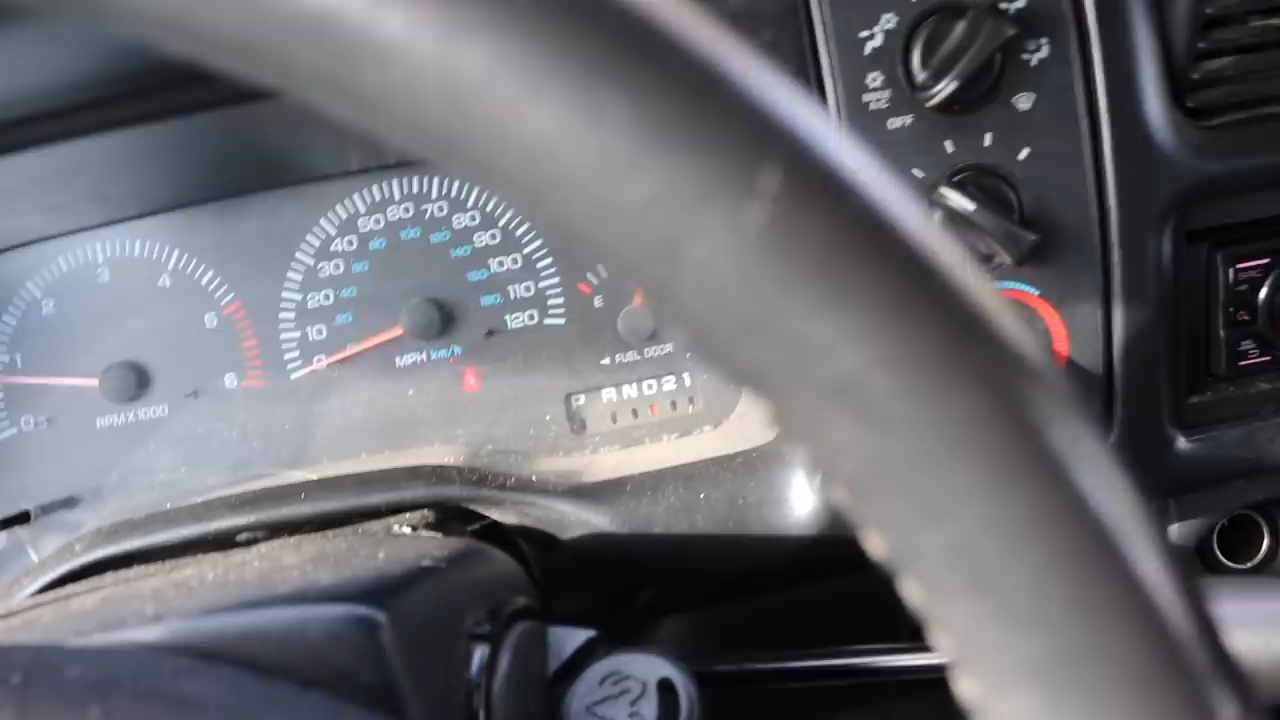 1 2 3 4 5 6
0
RPM X 1000
0 10 20 30 40 50 60 70 80 90 100 110 120
20 40 60 80 100 120 140 160 180
MPH km/h
E
FUEL DOOR
P R N D 2 1
MAX
A/C
OFF